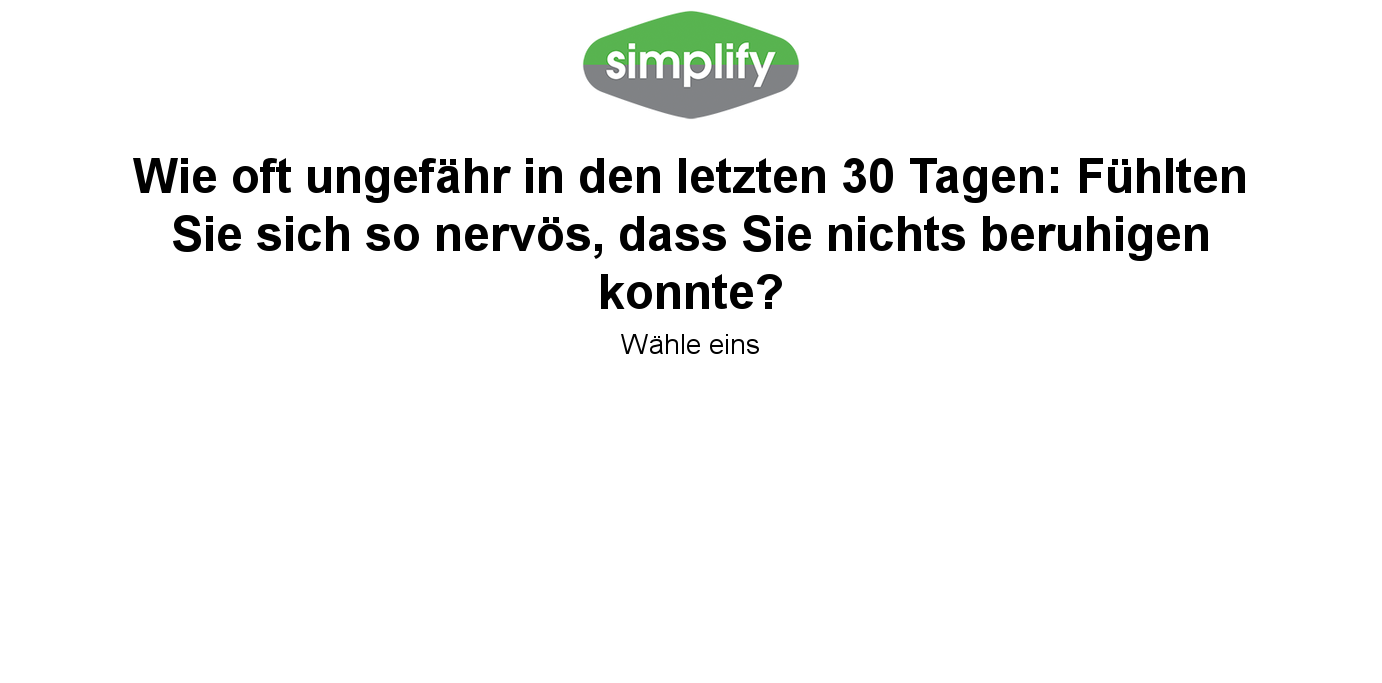 simplify
Wie oft ungefähr in den letzten 30 Tagen: Fühlten
Sie sich so nervös, dass Sie nichts beruhigen
konnte?
Wähle eins